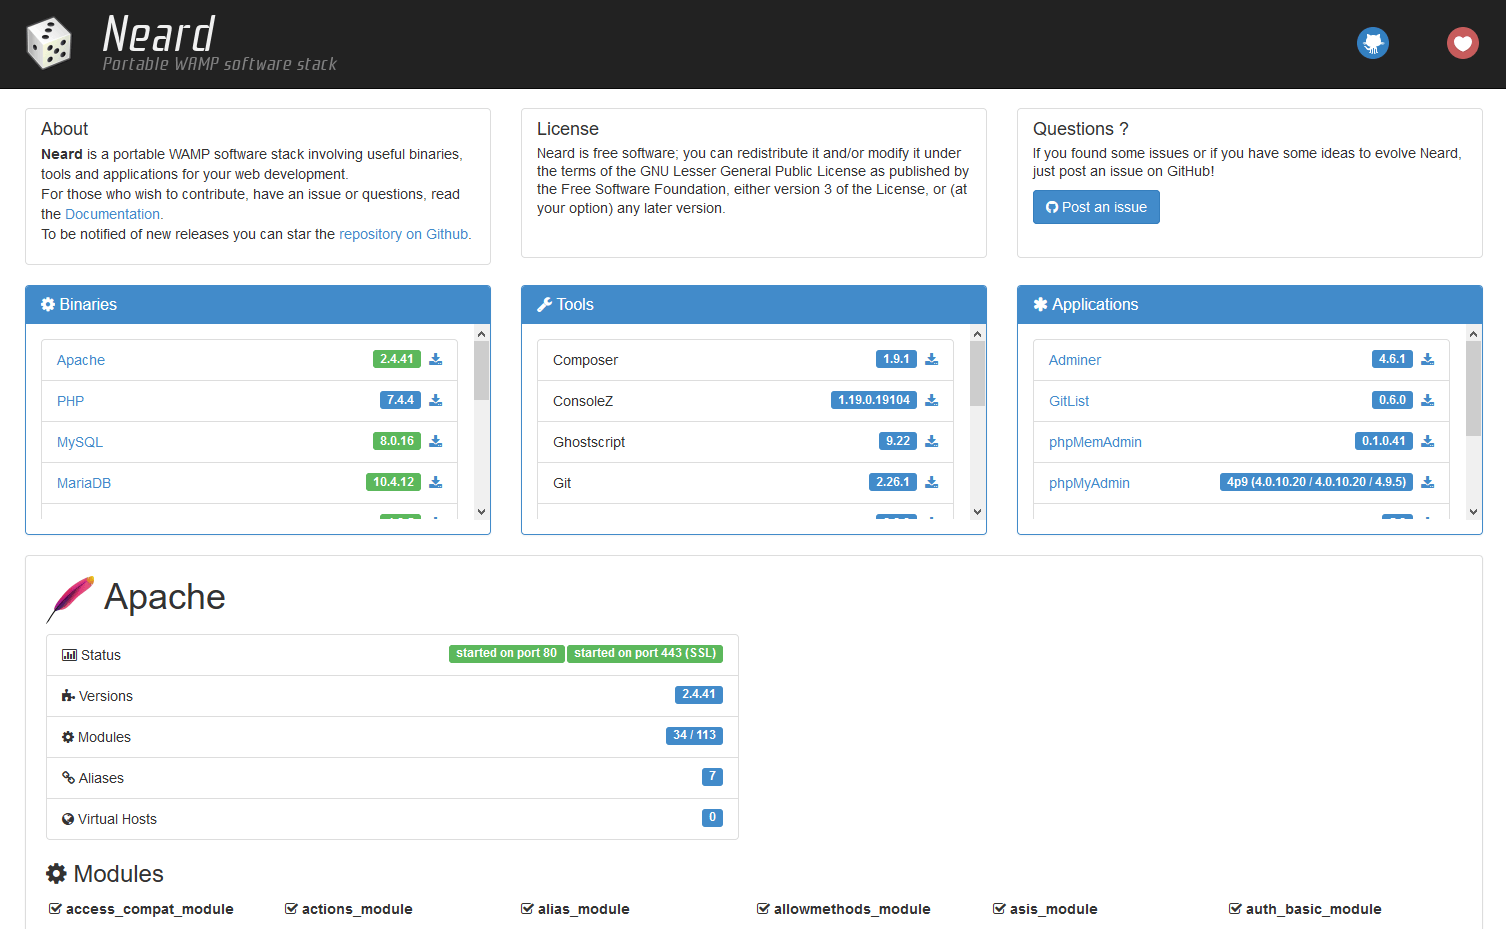 Neard
Portable WAMP software stack
About
Neard is a portable WAMP software stack involving useful binaries,
tools and applications for your web development.
For those who wish to contribute, have an issue or questions, read
the Documentation.
To be notified of new releases you can star the repository on Github.
License
Neard is free software; you can redistribute it and/or modify it under
the terms of the GNU Lesser General Public License as published by
the Free Software Foundation, either version 3 of the License, or (at
your option) any later version.
Questions ?
If you found some issues or if you have some ideas to evolve Neard,
just post an issue on GitHub!
Post an issue
Binaries
Apache 2.4.41
PHP 7.4.4
MySQL 8.0.16
MariaDB 10.4.12
Tools
Composer 1.9.1
ConsoleZ 1.19.0.19104
Ghostscript 9.22
Git 2.26.1
Applications
Adminer 4.6.1
GitList 0.6.0
phpMemAdmin 0.1.0.41
phpMyAdmin 4p9 (4.0.10.20 / 4.0.10.20 / 4.9.5)
Apache
Status started on port 80 started on port 443 (SSL)
Versions 2.4.41
Modules 34 / 113
Aliases 7
Virtual Hosts 0
Modules
access_compat_module actions_module alias_module allowmethods_module asis_module auth_basic_module